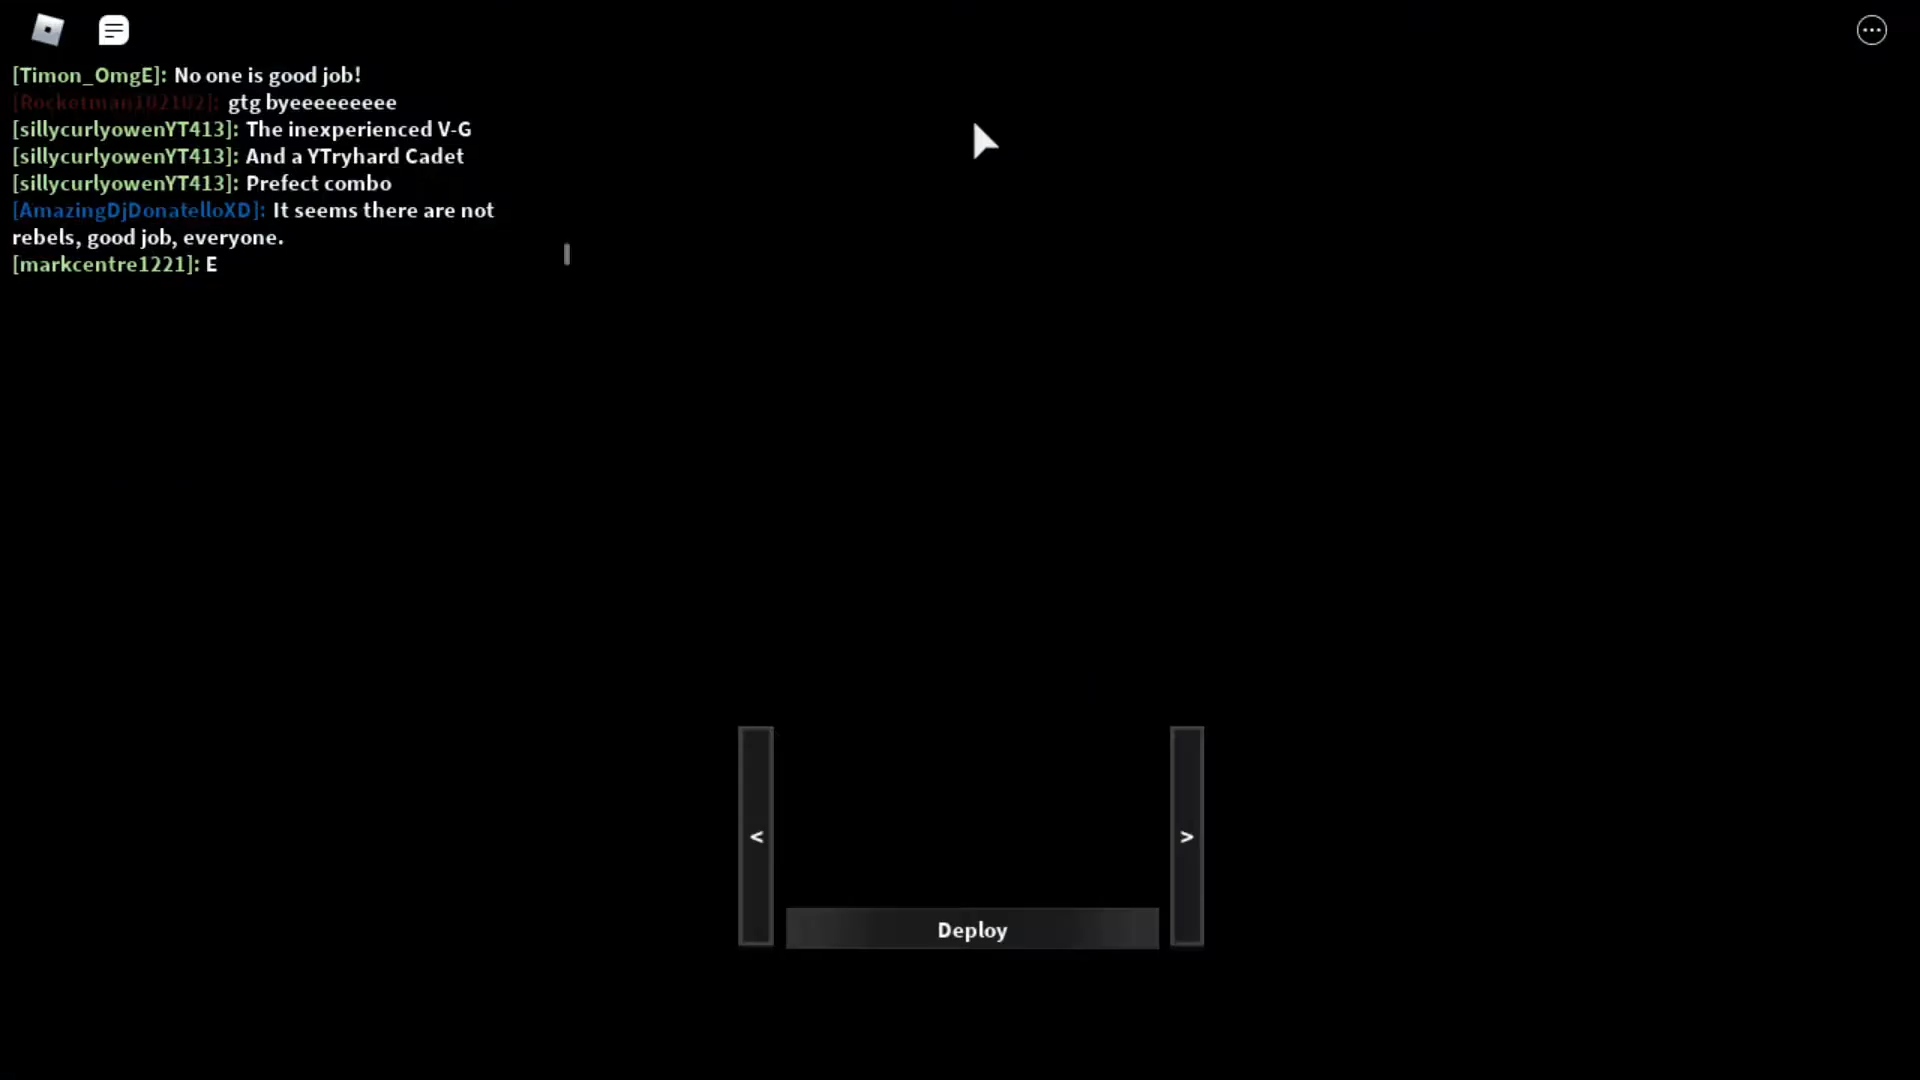 [Timon_OmgE]: No one is good job!
[Rocketman102102]: gtg byeeeeeeeee
[sillycurlyowenYT413]: The inexperienced V-G
[sillycurlyowenYT413]: And a YTryhard Cadet
[sillycurlyowenYT413]: Prefect combo
[AmazingDjDonatelloXD]: It seems there are not
rebels, good job, everyone.
[markcentre1221]: E
< >
Deploy